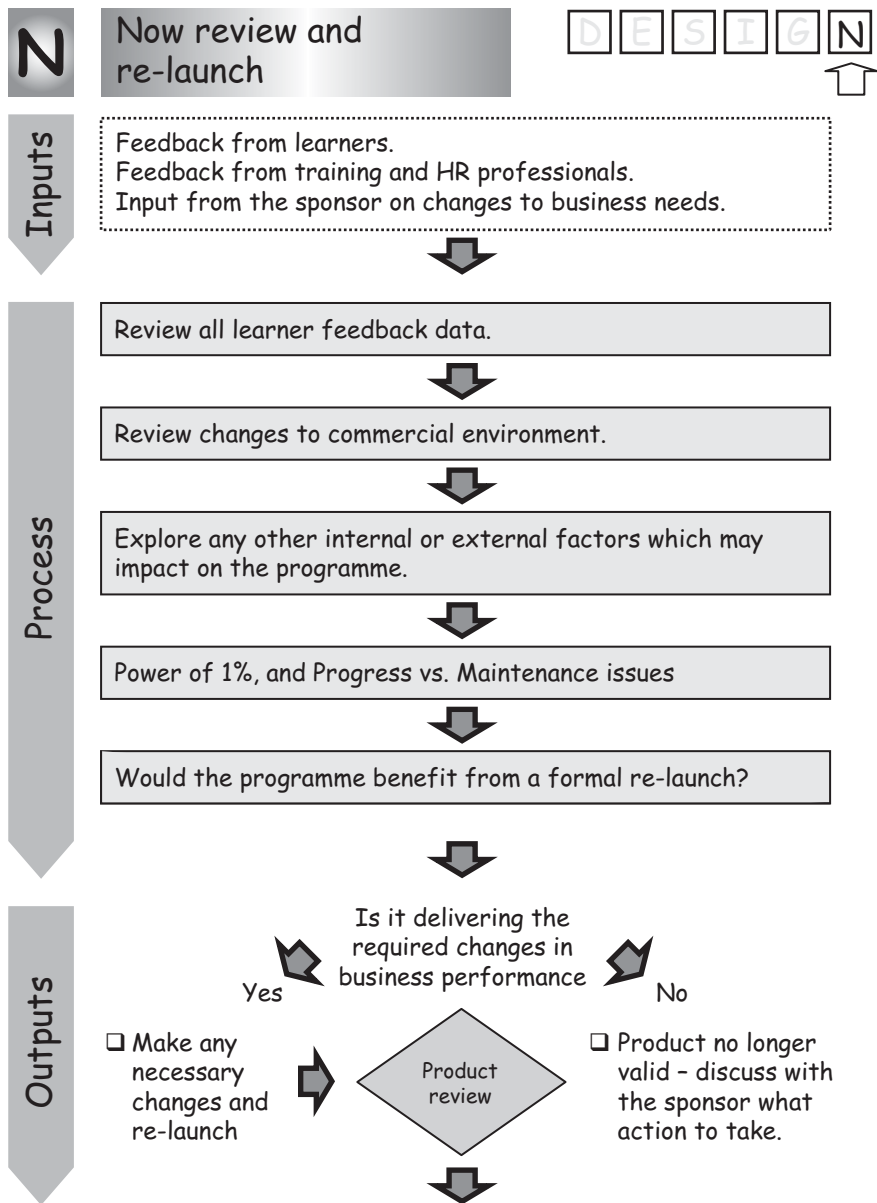 N
Now review and
re-launch
D E S I G N
Inputs
Feedback from learners.
Feedback from training and HR professionals.
Input from the sponsor on changes to business needs.
Process
Review all learner feedback data.
Review changes to commercial environment.
Explore any other internal or external factors which may
impact on the programme.
Power of 1%, and Progress vs. Maintenance issues
Would the programme benefit from a formal re-launch?
Outputs
Is it delivering the
required changes in
business performance
Yes
No
❑ Make any
necessary
changes and
re-launch
Product
review
❑ Product no longer
valid – discuss with
the sponsor what
action to take.